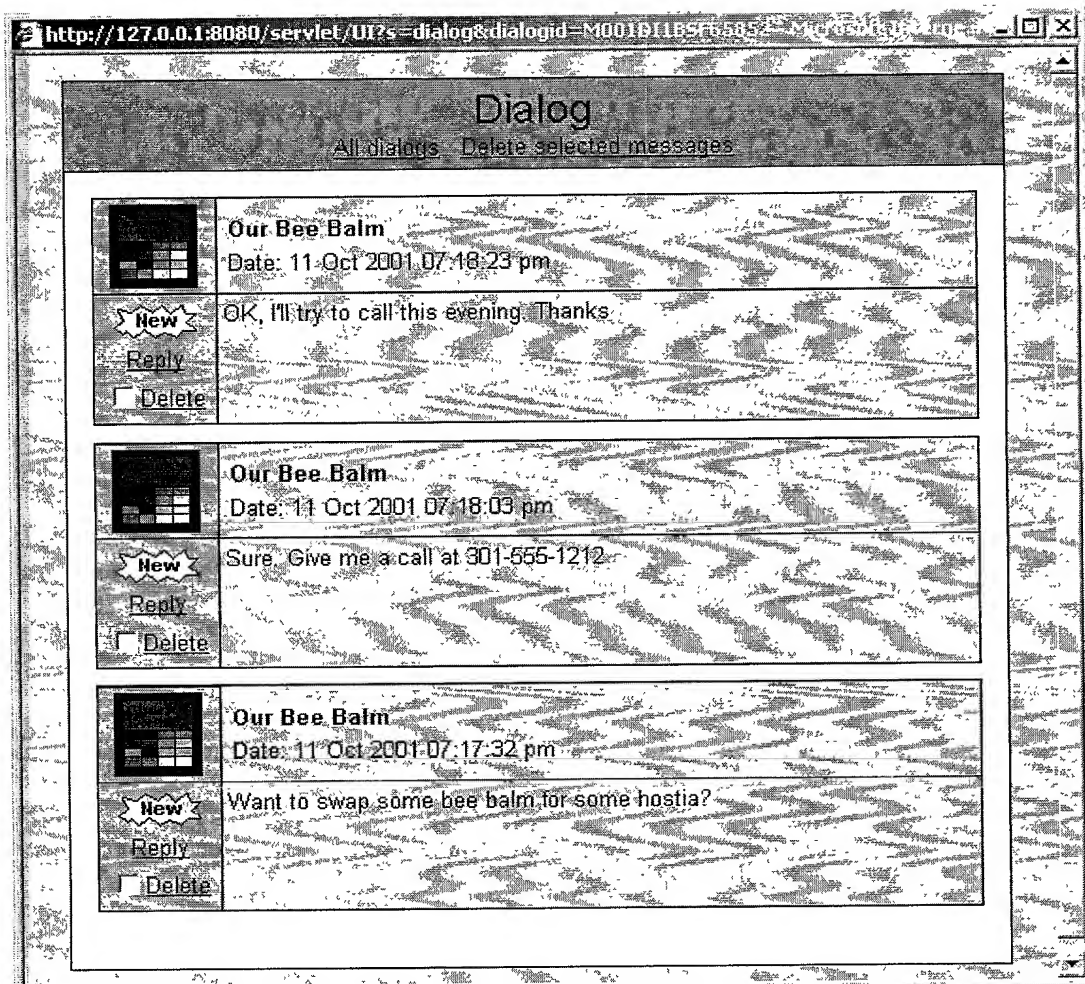 http://127.0.0.1:8080/servlet/UI?s=dialog&dialogid=
Dialog
All dialogs Delete selected messages
Our Bee Balm
Date: 11 Oct 2001 07:18:23 pm
New
OK, I'll try to call this evening. Thanks
Reply
Delete
Our Bee Balm
Date: 11 Oct 2001 07:18:03 pm
New
Sure. Give me a call at 301-555-1212
Reply
Delete
Our Bee Balm
Date: 11 Oct 2001 07:17:32 pm
New
Want to swap some bee balm for some hostia?
Reply
Delete